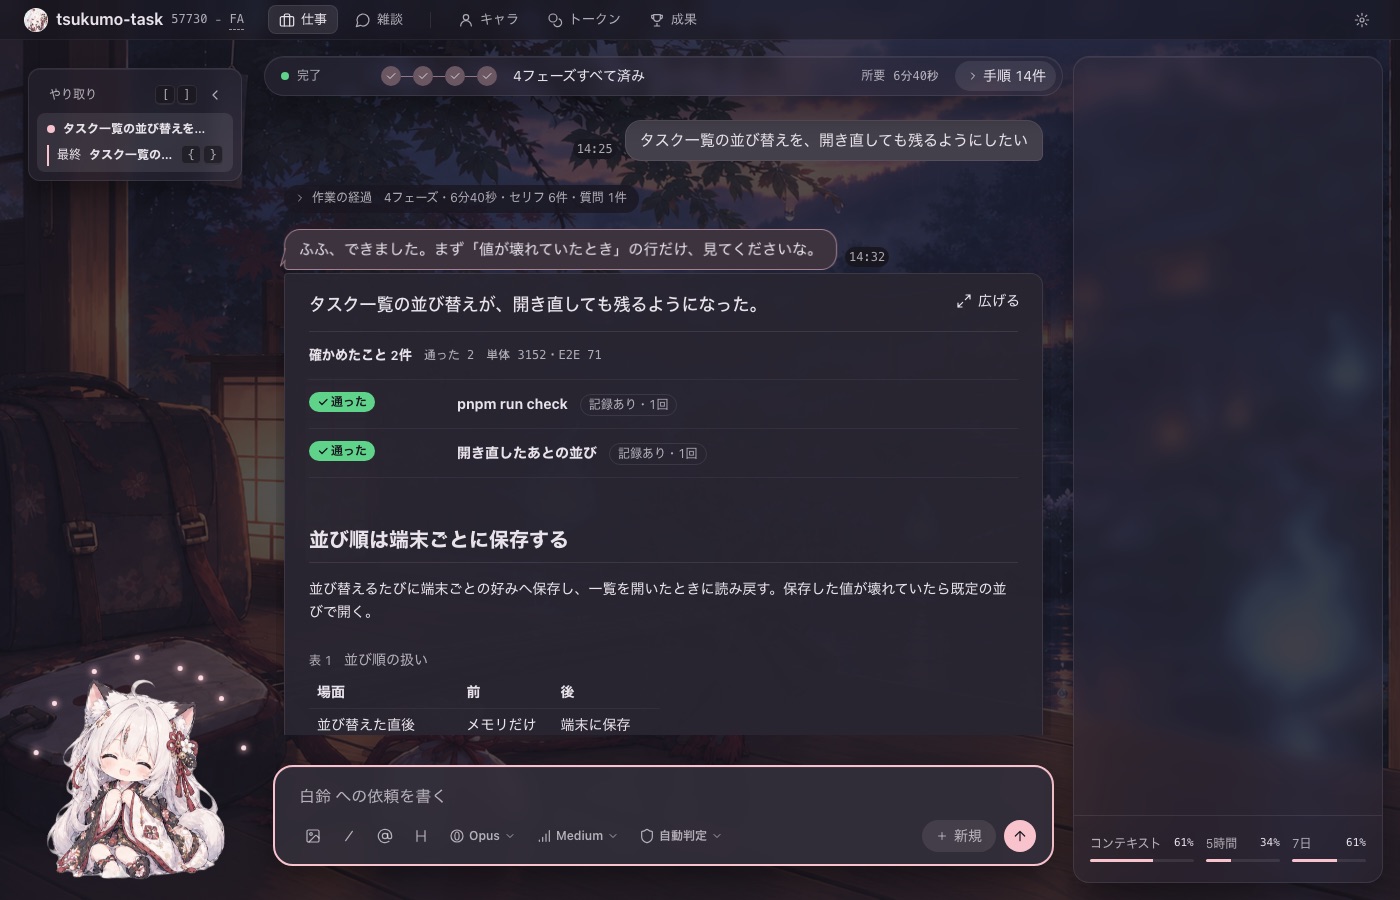 tsukumo-task 57730 - FA 仕事 雑談 キャラ トークン 成果
やり取り [ ]
タスク一覧の並び替えを...
最終 タスク一覧の... { }
完了 4フェーズすべて済み 所要 6分40秒 手順 14件
14:25 タスク一覧の並び替えを、開き直しても残るようにしたい
作業の経過 4フェーズ・6分40秒・セリフ 6件・質問 1件
ふふ、できました。まず「値が壊れていたとき」の行だけ、見てくださいな。 14:32
タスク一覧の並び替えが、開き直しても残るようになった。 広げる
確かめたこと 2件 通った 2 単体 3152・E2E 71
通った pnpm run check 記録あり・1回
通った 開き直したあとの並び 記録あり・1回
並び順は端末ごとに保存する
並び替えるたびに端末ごとの好みへ保存し、一覧を開いたときに読み戻す。保存した値が壊れていたら既定の並
びで開く。
表 1 並び順の扱い
場面 前 後
並び替えた直後 メモリだけ 端末に保存
白鈴 への依頼を書く
/ @ H Opus Medium 自動判定 + 新規
コンテキスト 61% 5時間 34% 7日 61%